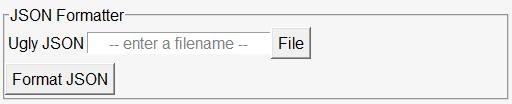 JSON Formatter
Ugly JSON -- enter a filename -- File
Format JSON